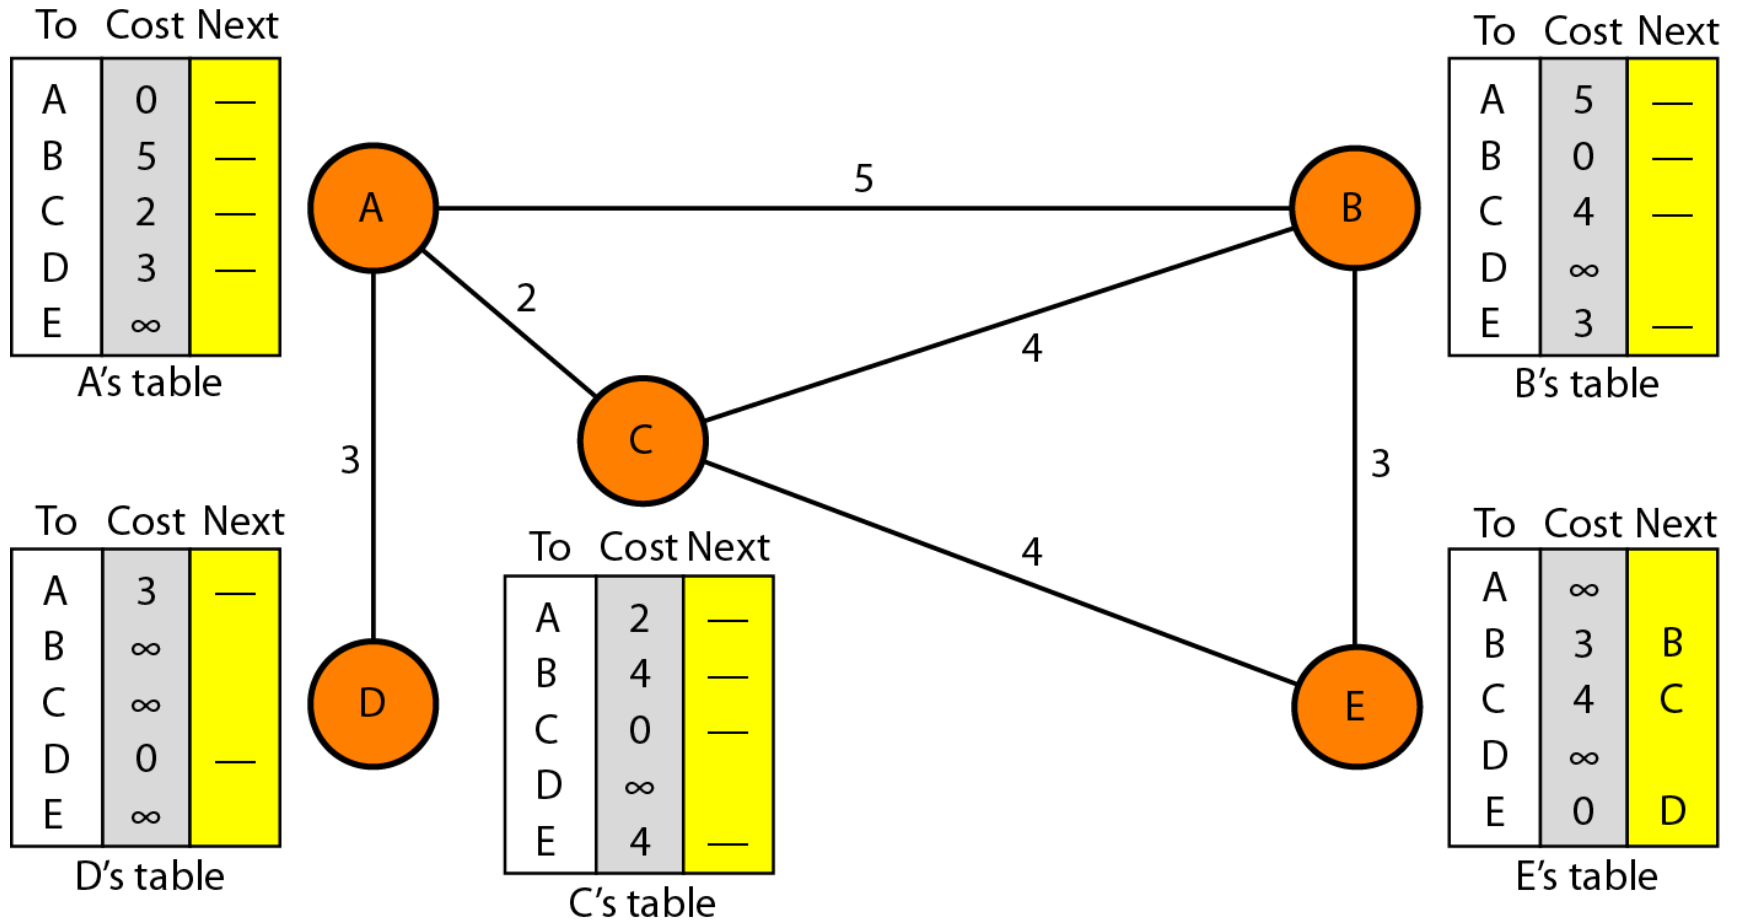 To Cost Next
A 0 —
B 5 —
C 2 —
D 3 —
E ∞
A's table
To Cost Next
A 5 —
B 0 —
C 4 —
D ∞
E 3 —
B's table
A
5
B
2
4
C
3
3
4
D
E
To Cost Next
A 3 —
B ∞
C ∞
D 0 —
E ∞
D's table
To Cost Next
A 2 —
B 4 —
C 0 —
D ∞
E 4 —
C's table
To Cost Next
A ∞
B 3 B
C 4 C
D ∞
E 0 D
E's table